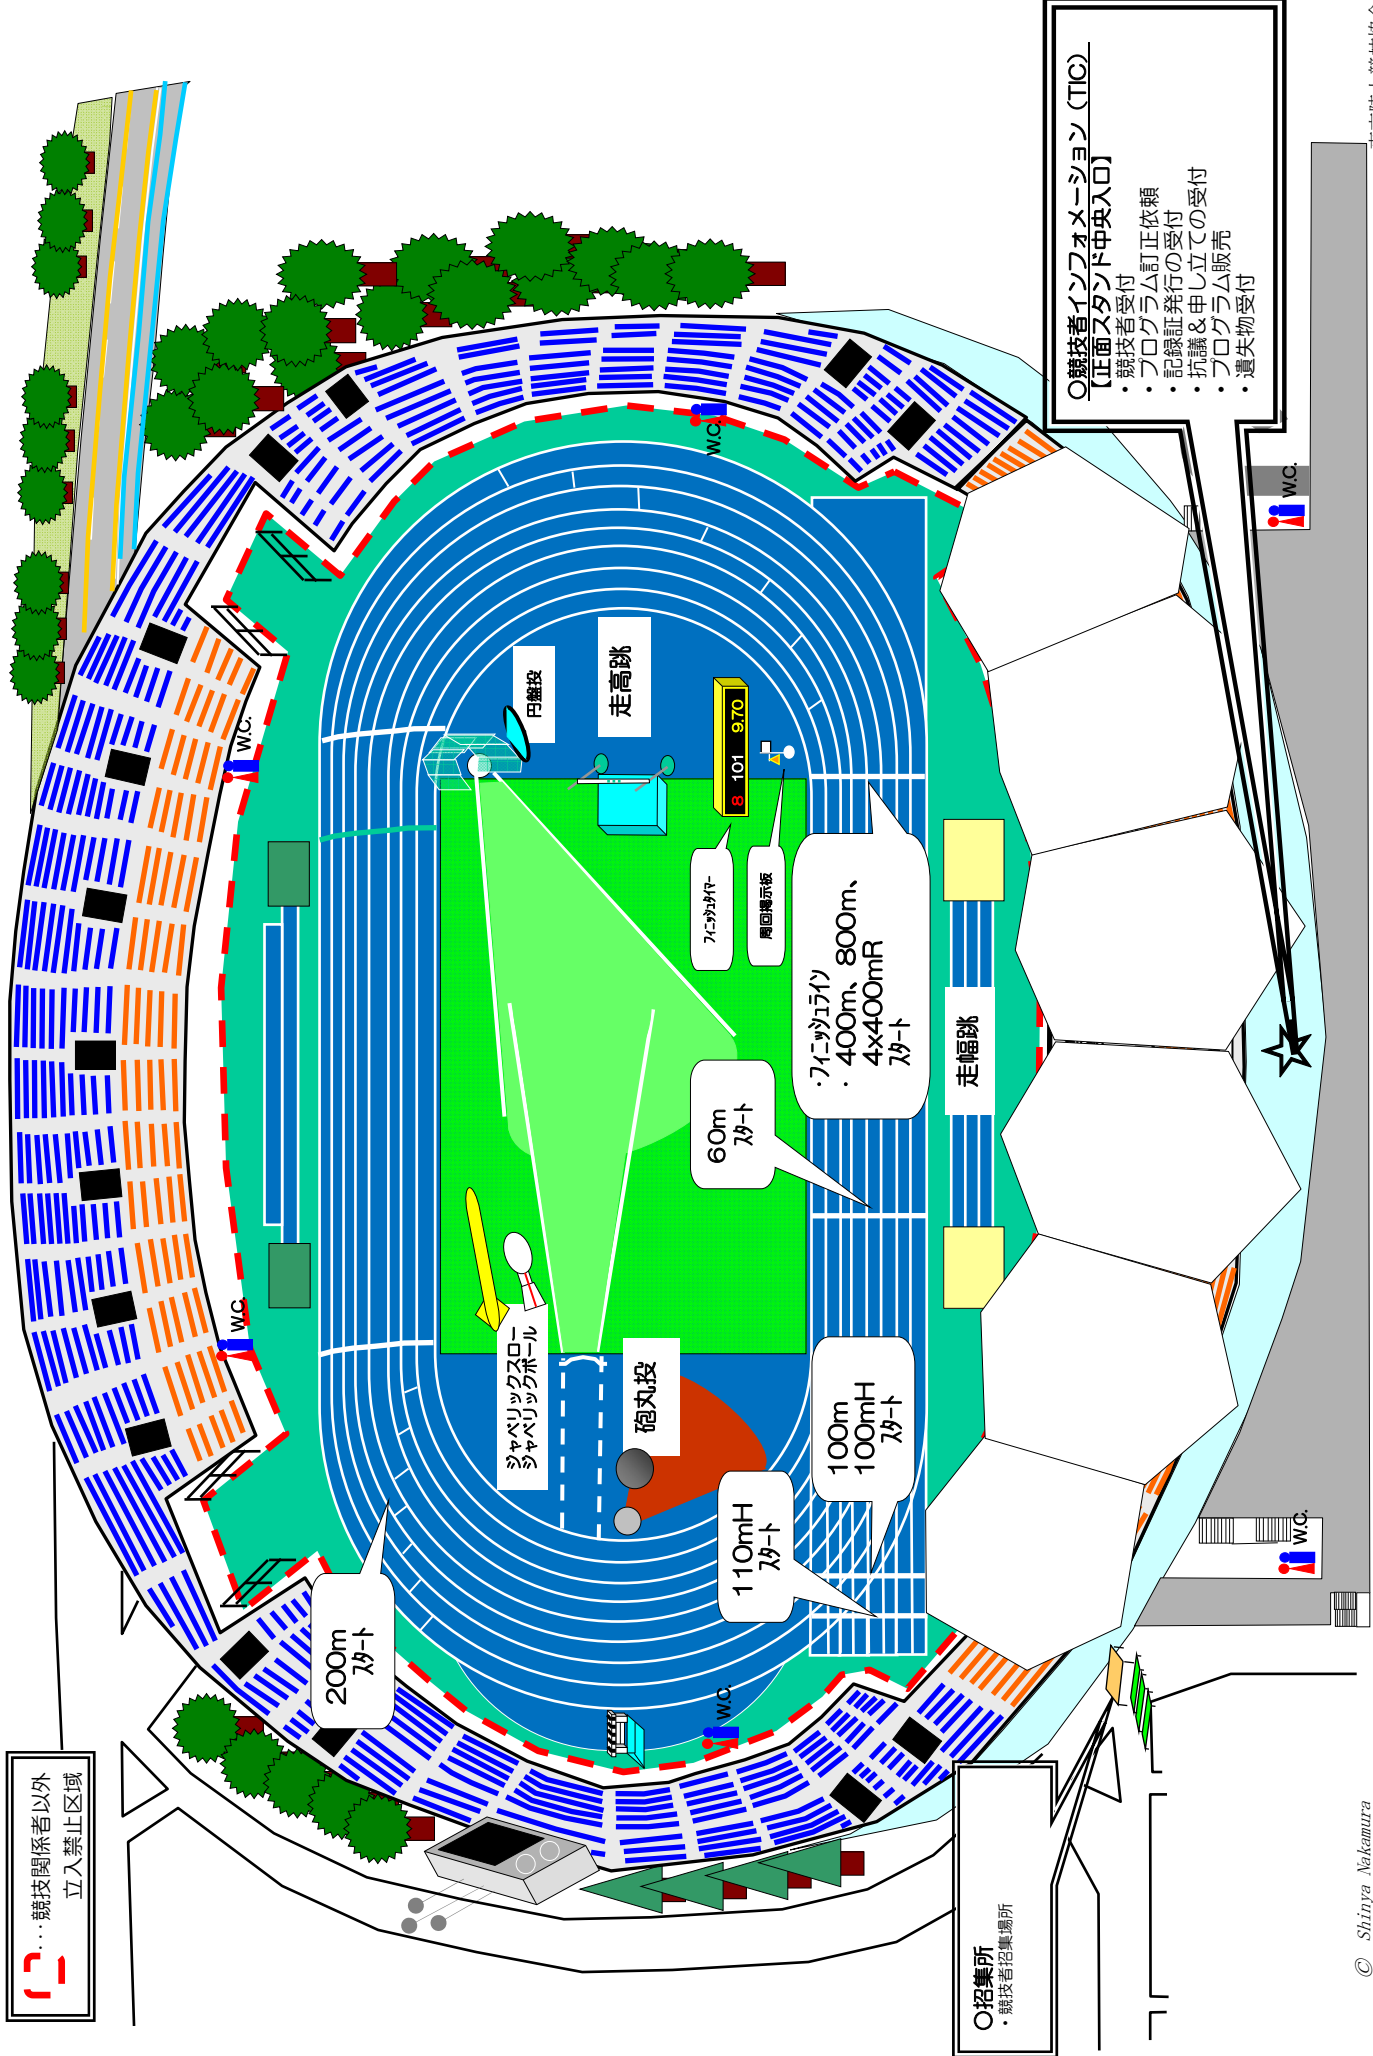 …競技関係者以外
立入禁止区域
○競技者インフォメーション（TIC）
【正面スタンド中央入口】
・競技者受付
・プログラム訂正依頼
・記録証発行の受付
・抗議＆申し立ての受付
・プログラム販売
・遺失物受付
W.C.
W.C.
W.C.
W.C.
W.C.
W.C.
円盤投
走高跳
8 101 9.70
フィニッシュタイマー
周回掲示板
・フィニッシュライン
・400m、800m、
4x400mR
スタート
60m
スタート
走幅跳
ジャベリックスロー
ジャベリックボール
砲丸投
100m
100mH
スタート
110mH
スタート
200m
スタート
○招集所
・競技者招集場所
© Shinya Nakamura